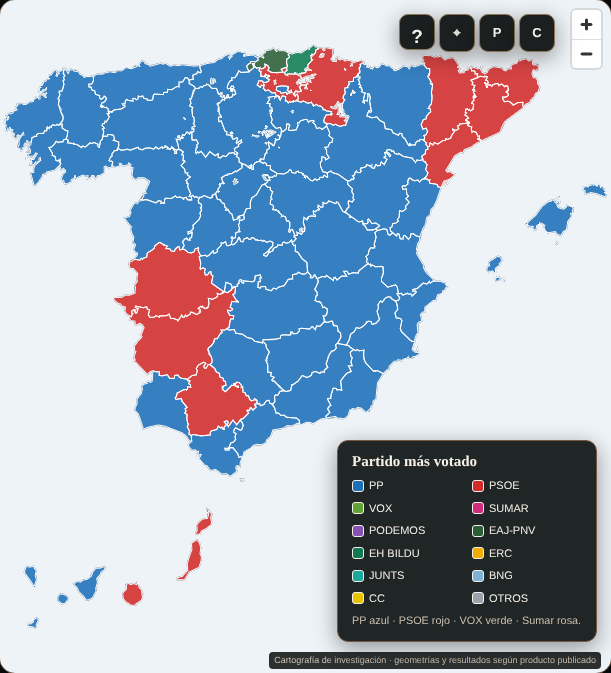 ?
⌖
P
C
+
−
Partido más votado
PP
PSOE
VOX
SUMAR
PODEMOS
EAJ-PNV
EH BILDU
ERC
JUNTS
BNG
CC
OTROS
PP azul · PSOE rojo · VOX verde · Sumar rosa.
Cartografía de investigación · geometrías y resultados según producto publicado